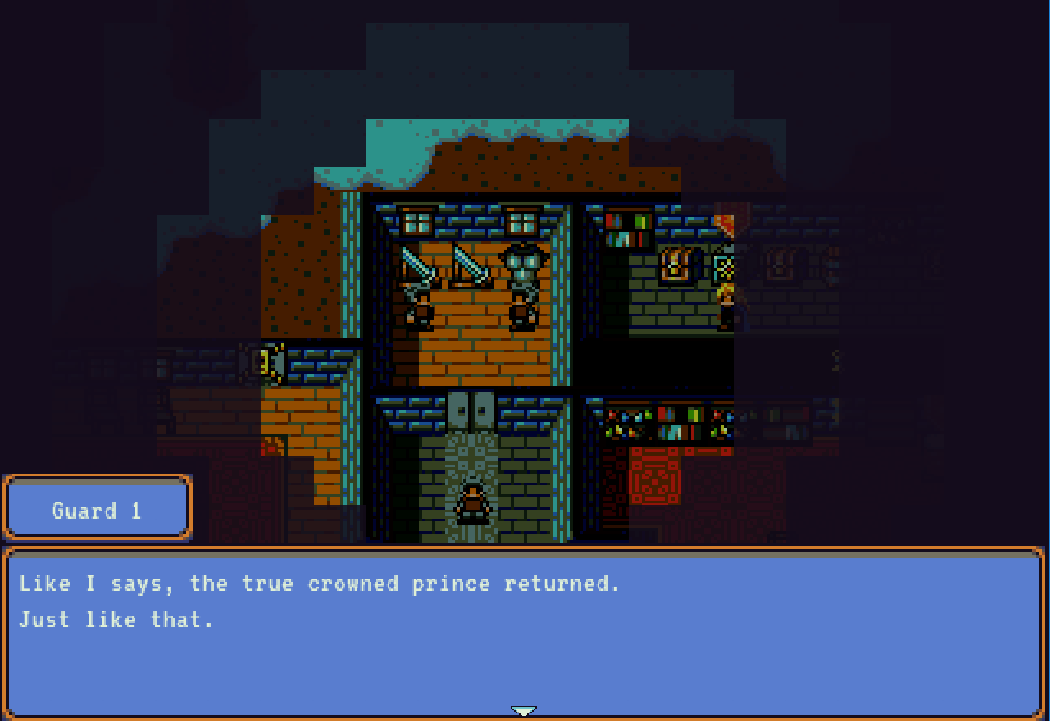 Guard 1
Like I says, the true crowned prince returned.
Just like that.